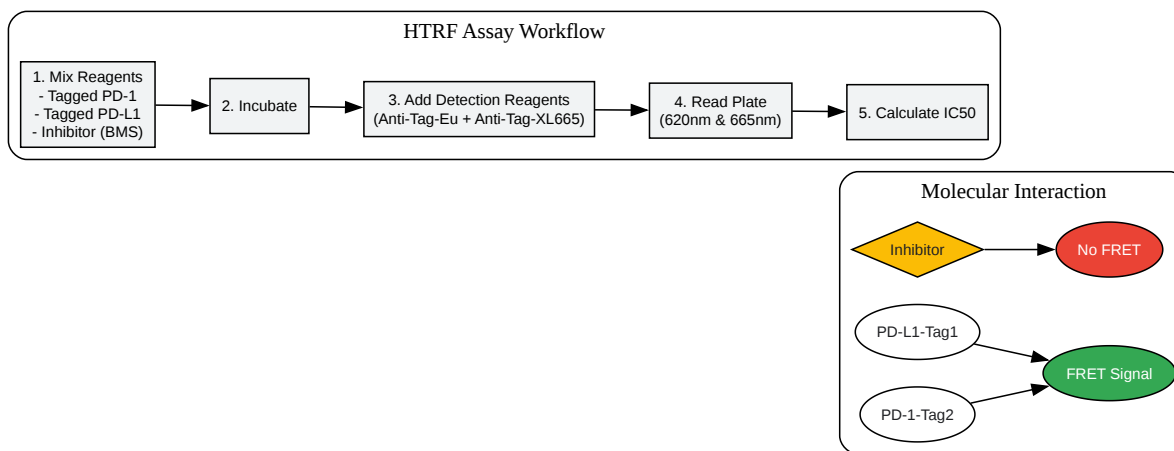 HTRF Assay Workflow
1. Mix Reagents
- Tagged PD-1
- Tagged PD-L1
- Inhibitor (BMS)
2. Incubate
3. Add Detection Reagents
(Anti-Tag-Eu + Anti-Tag-XL665)
4. Read Plate
(620nm & 665nm)
5. Calculate IC50
Molecular Interaction
Inhibitor
No FRET
PD-L1-Tag1
FRET Signal
PD-1-Tag2